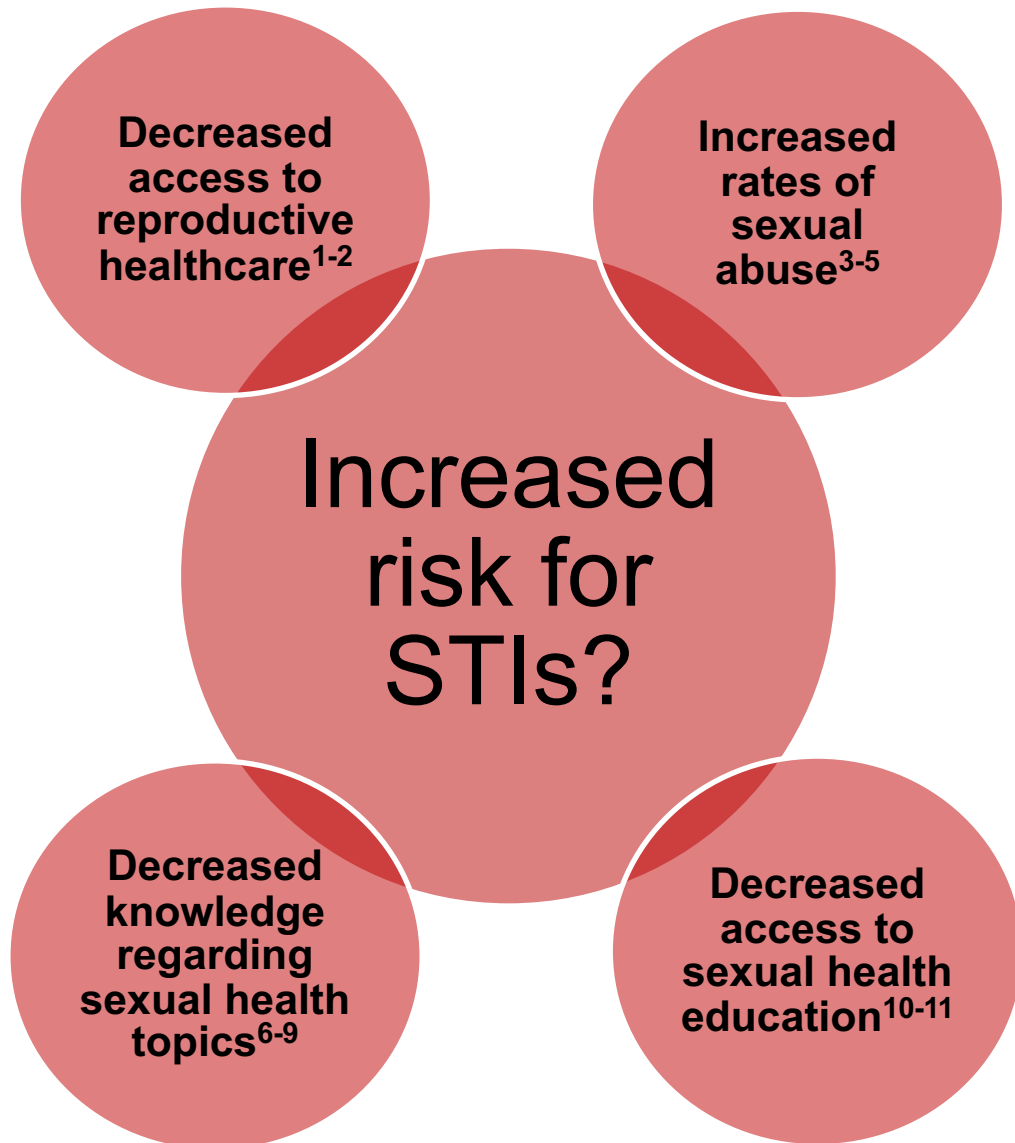 Decreased
access to
reproductive
healthcare¹⁻²
Increased
rates of
sexual
abuse³⁻⁵
Increased
risk for
STIs?
Decreased
knowledge
regarding
sexual health
topics⁶⁻⁹
Decreased
access to
sexual health
education¹⁰⁻¹¹